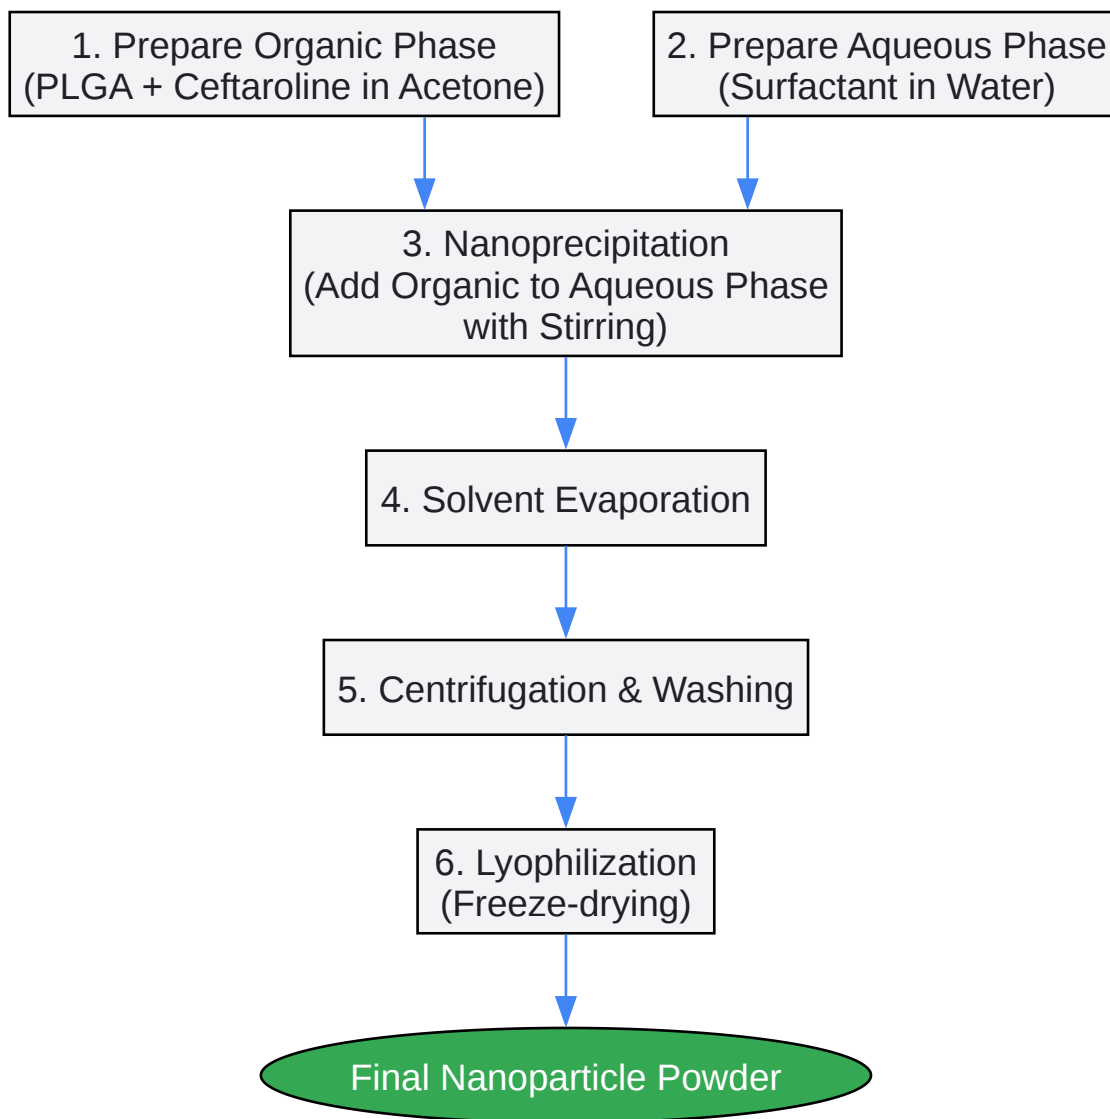 1. Prepare Organic Phase
(PLGA + Ceftaroline in Acetone)
2. Prepare Aqueous Phase
(Surfactant in Water)
3. Nanoprecipitation
(Add Organic to Aqueous Phase
with Stirring)
4. Solvent Evaporation
5. Centrifugation & Washing
6. Lyophilization
(Freeze-drying)
Final Nanoparticle Powder